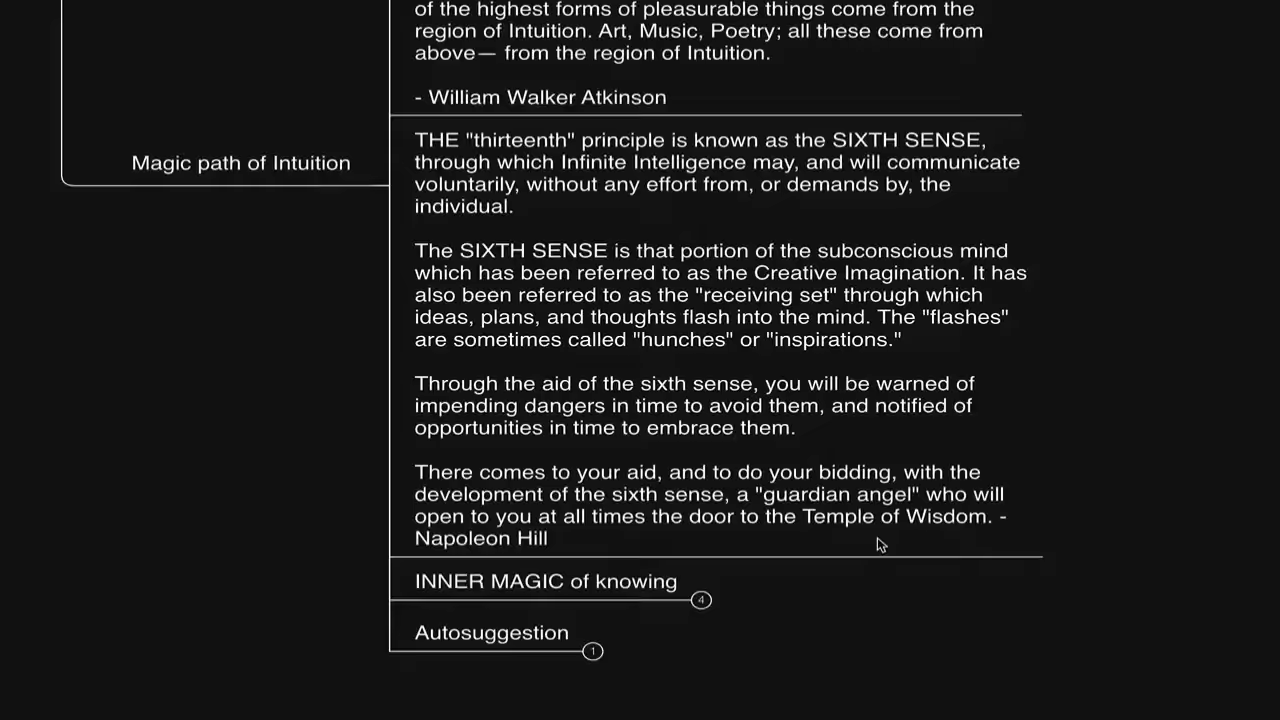 of the highest forms of pleasurable things come from the
region of Intuition. Art, Music, Poetry; all these come from
above— from the region of Intuition.
- William Walker Atkinson
Magic path of Intuition
THE "thirteenth" principle is known as the SIXTH SENSE,
through which Infinite Intelligence may, and will communicate
voluntarily, without any effort from, or demands by, the
individual.
The SIXTH SENSE is that portion of the subconscious mind
which has been referred to as the Creative Imagination. It has
also been referred to as the "receiving set" through which
ideas, plans, and thoughts flash into the mind. The "flashes"
are sometimes called "hunches" or "inspirations."
Through the aid of the sixth sense, you will be warned of
impending dangers in time to avoid them, and notified of
opportunities in time to embrace them.
There comes to your aid, and to do your bidding, with the
development of the sixth sense, a "guardian angel" who will
open to you at all times the door to the Temple of Wisdom. -
Napoleon Hill
INNER MAGIC of knowing
4
Autosuggestion
1